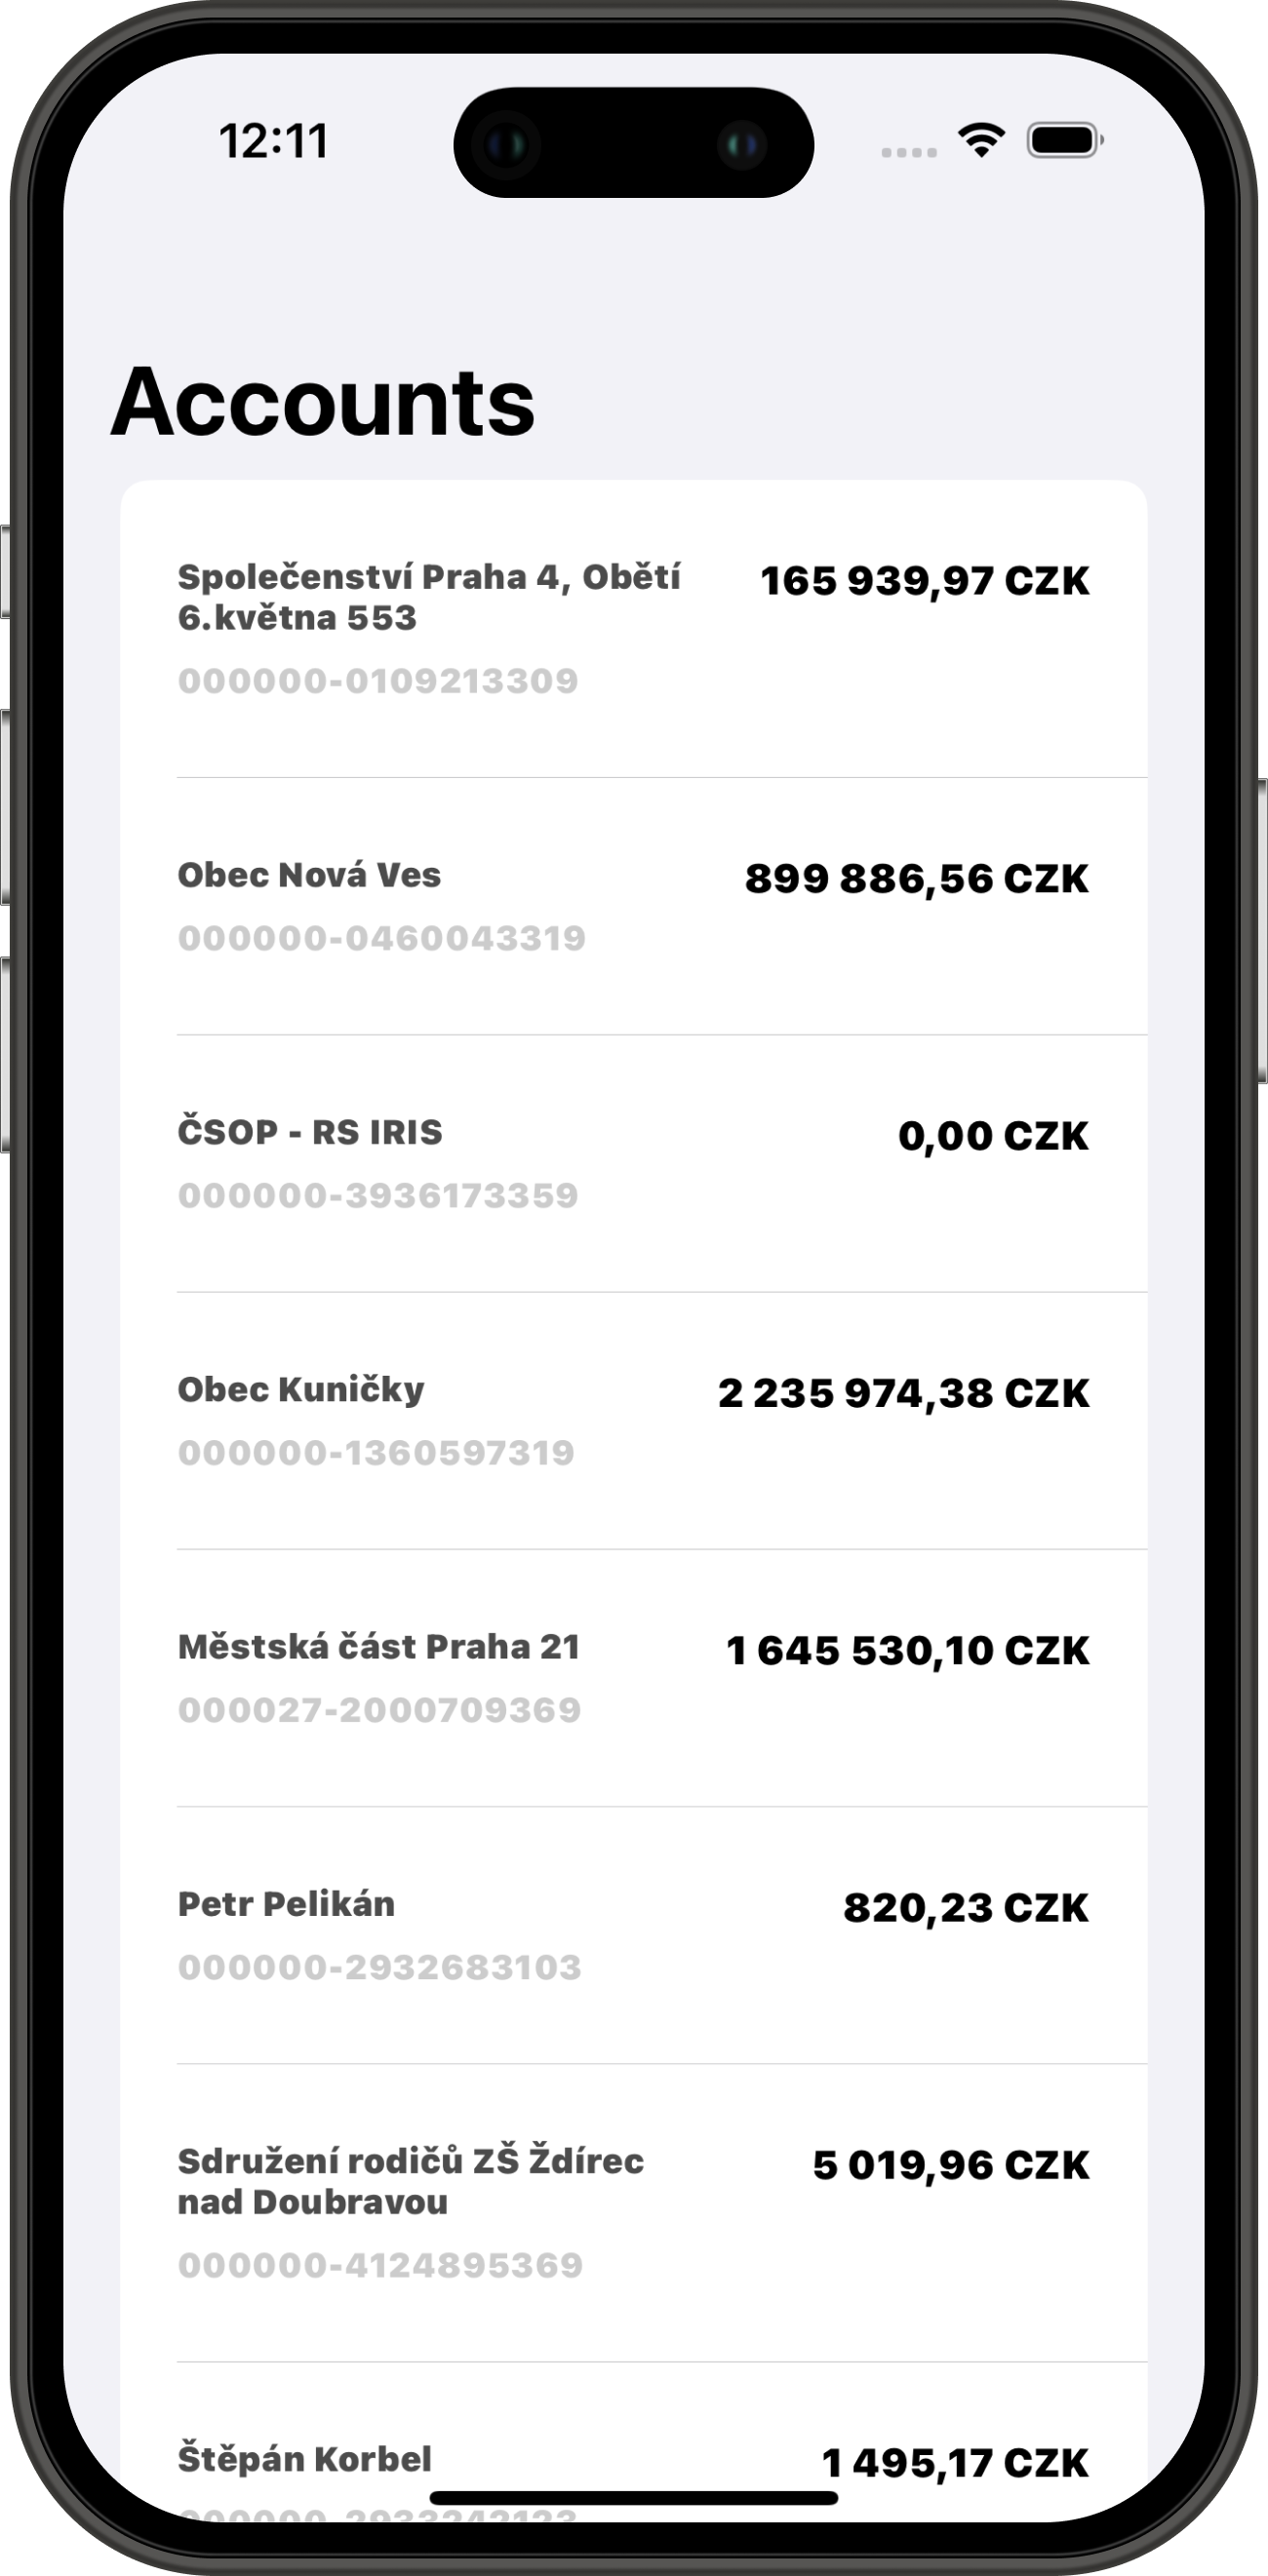 12:11
Accounts
Společenství Praha 4, Obětí
6.května 553
165 939,97 CZK
000000-0109213309
Obec Nová Ves
899 886,56 CZK
000000-0460043319
ČSOP - RS IRIS
0,00 CZK
000000-3936173359
Obec Kuničky
2 235 974,38 CZK
000000-1360597319
Městská část Praha 21
1 645 530,10 CZK
000027-2000709369
Petr Pelikán
820,23 CZK
000000-2932683103
Sdružení rodičů ZŠ Ždírec
nad Doubravou
5 019,96 CZK
000000-4124895369
Štěpán Korbel
1 495,17 CZK